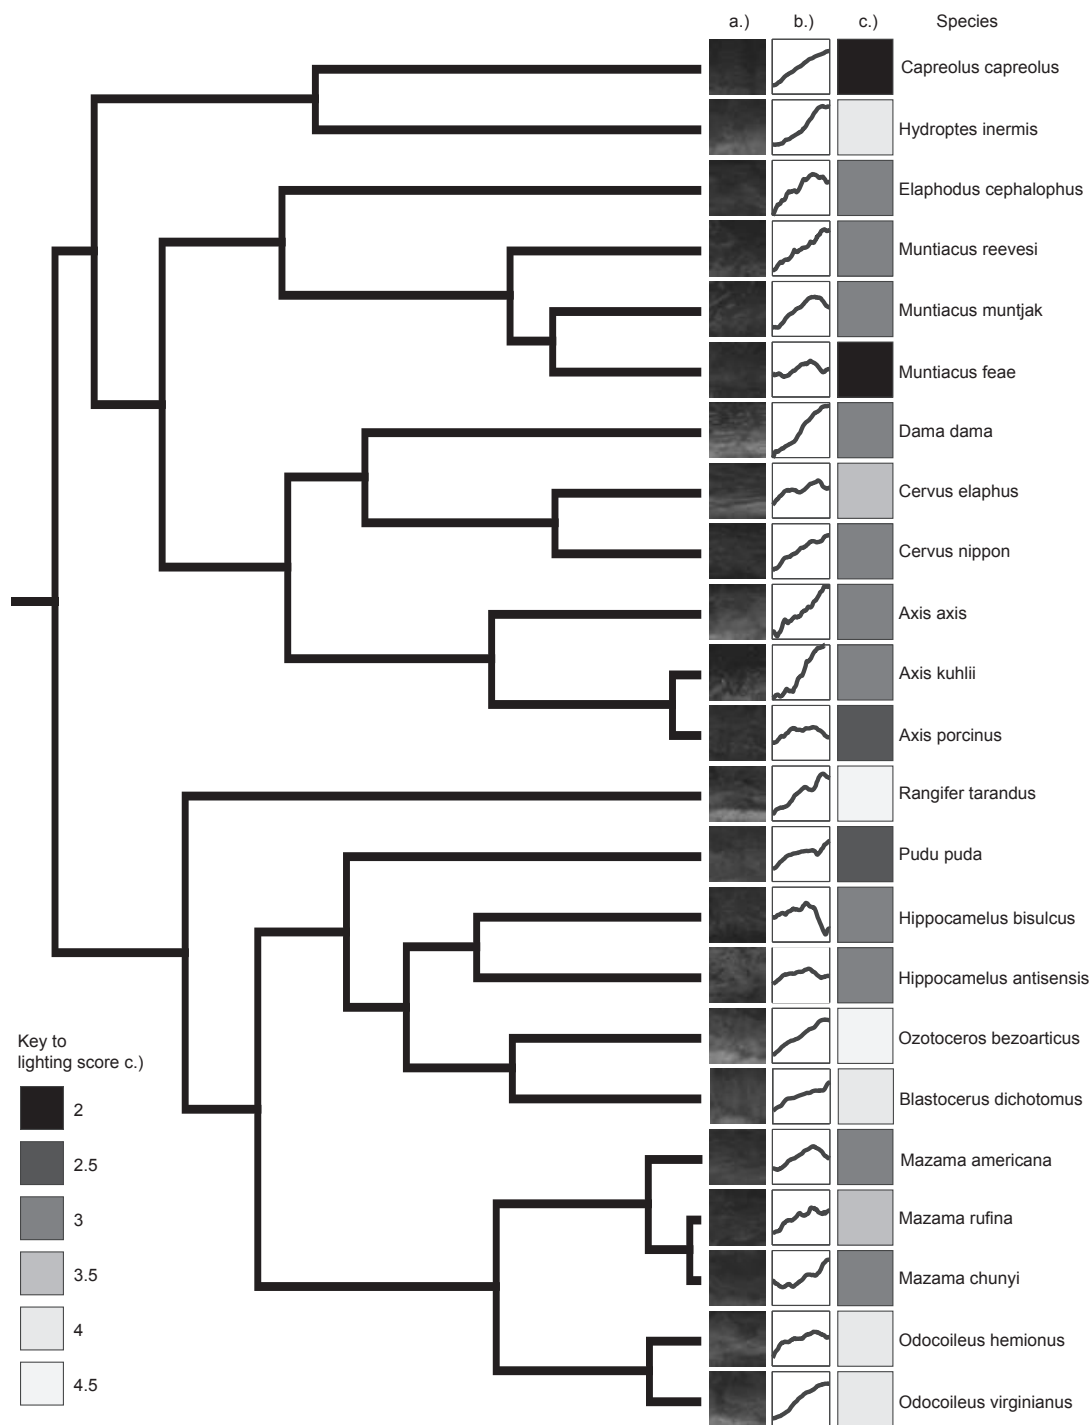 a.) b.) c.) Species
Capreolus capreolus
Hydroptes inermis
Elaphodus cephalophus
Muntiacus reevesi
Muntiacus muntjak
Muntiacus feae
Dama dama
Cervus elaphus
Cervus nippon
Axis axis
Axis kuhlii
Axis porcinus
Rangifer tarandus
Pudu puda
Hippocamelus bisulcus
Hippocamelus antisensis
Ozotoceros bezoarticus
Blastocerus dichotomus
Mazama americana
Mazama rufina
Mazama chunyi
Odocoileus hemionus
Odocoileus virginianus
Key to
lighting score c.)
2
2.5
3
3.5
4
4.5